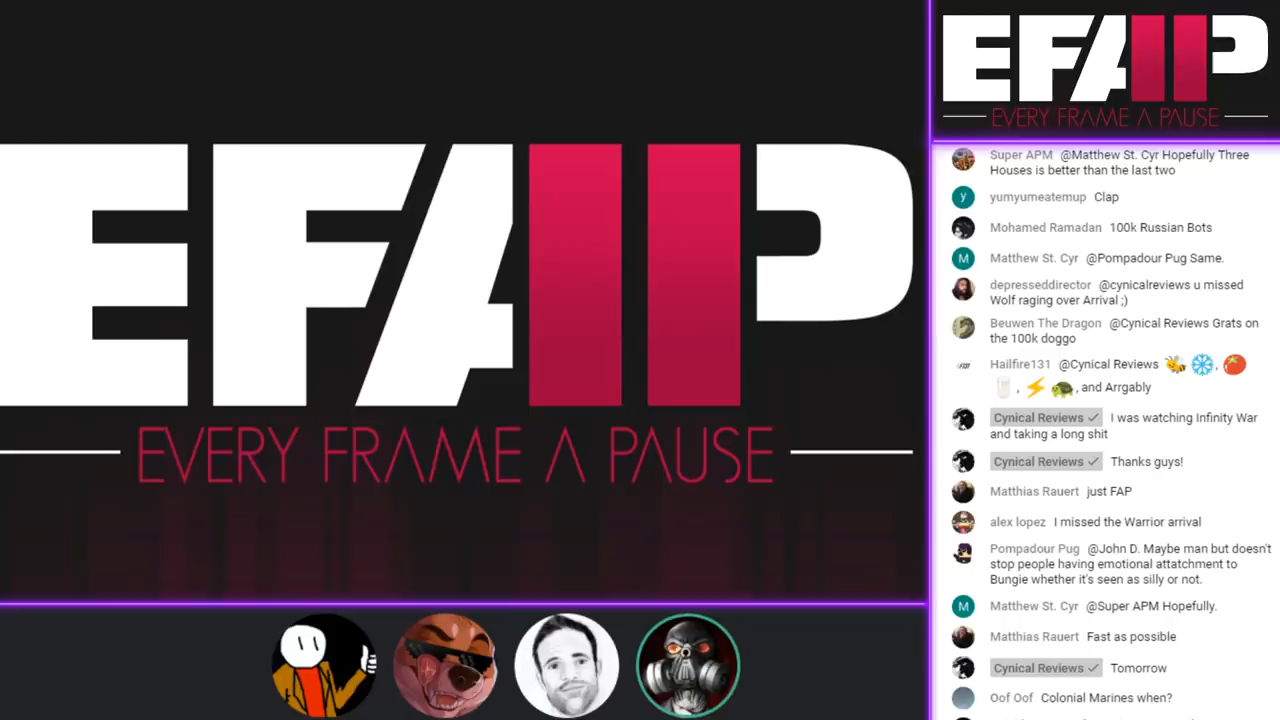 EFAP
EVERY FRAME A PAUSE
EFAP
EVERY FRAME A PAUSE
Super APM @Matthew St. Cyr Hopefully Three
Houses is better than the last two
y yumyumeatemup Clap
Mohamed Ramadan 100k Russian Bots
M Matthew St. Cyr @Pompadour Pug Same.
depresseddirector @cynicalreviews u missed
Wolf raging over Arrival ;)
Beuwen The Dragon @Cynical Reviews Grats on
the 100k doggo
Hailfire131 @Cynical Reviews 🐝 ❄️, 🍅
🥛, ⚡ 🐢, and Arrgably
Cynical Reviews ✓ I was watching Infinity War
and taking a long shit
Cynical Reviews ✓ Thanks guys!
Matthias Rauert just FAP
alex lopez I missed the Warrior arrival
Pompadour Pug @John D. Maybe man but doesn't
stop people having emotional attatchment to
Bungie whether it's seen as silly or not.
M Matthew St. Cyr @Super APM Hopefully.
Matthias Rauert Fast as possible
Cynical Reviews ✓ Tomorrow
Oof Oof Colonial Marines when?